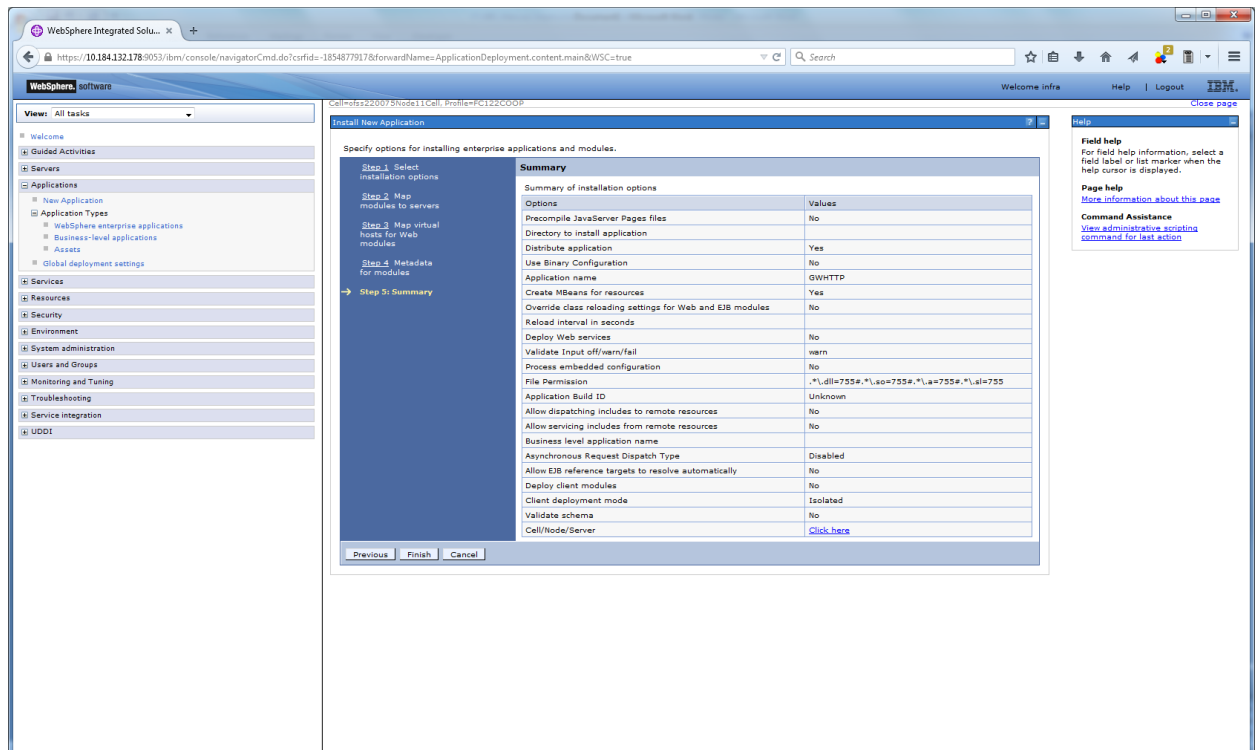 WebSphere Integrated Solu... × +
https://10.184.132.178:9053/ibm/console/navigatorCmd.do?csrfid=-1854877917&forwardName=ApplicationDeployment.content.main&WSC=true
Search
2
WebSphere. software
Welcome infra
Help | Logout
IBM.
View: All tasks
Welcome
Guided Activities
Servers
Applications
New Application
Application Types
WebSphere enterprise applications
Business-level applications
Assets
Global deployment settings
Services
Resources
Security
Environment
System administration
Users and Groups
Monitoring and Tuning
Troubleshooting
Service integration
UDDI
Cell=ofss220075Node11Cell, Profile=FC122COOP
Close page
Install New Application
? –
Specify options for installing enterprise applications and modules.
Step 1 Select
installation options
Step 2 Map
modules to servers
Step 3 Map virtual
hosts for Web
modules
Step 4 Metadata
for modules
Step 5: Summary
Summary
Summary of installation options
Options Values
Precompile JavaServer Pages files No
Directory to install application
Distribute application Yes
Use Binary Configuration No
Application name GWHTTP
Create MBeans for resources Yes
Override class reloading settings for Web and EJB modules No
Reload interval in seconds
Deploy Web services No
Validate Input off/warn/fail warn
Process embedded configuration No
File Permission .*\.dll=755#.*\.so=755#.*\.a=755#.*\.sl=755
Application Build ID Unknown
Allow dispatching includes to remote resources No
Allow servicing includes from remote resources No
Business level application name
Asynchronous Request Dispatch Type Disabled
Allow EJB reference targets to resolve automatically No
Deploy client modules No
Client deployment mode Isolated
Validate schema No
Cell/Node/Server Click here
Previous Finish Cancel
Help
Field help
For field help information, select a
field label or list marker when the
help cursor is displayed.
Page help
More information about this page
Command Assistance
View administrative scripting
command for last action